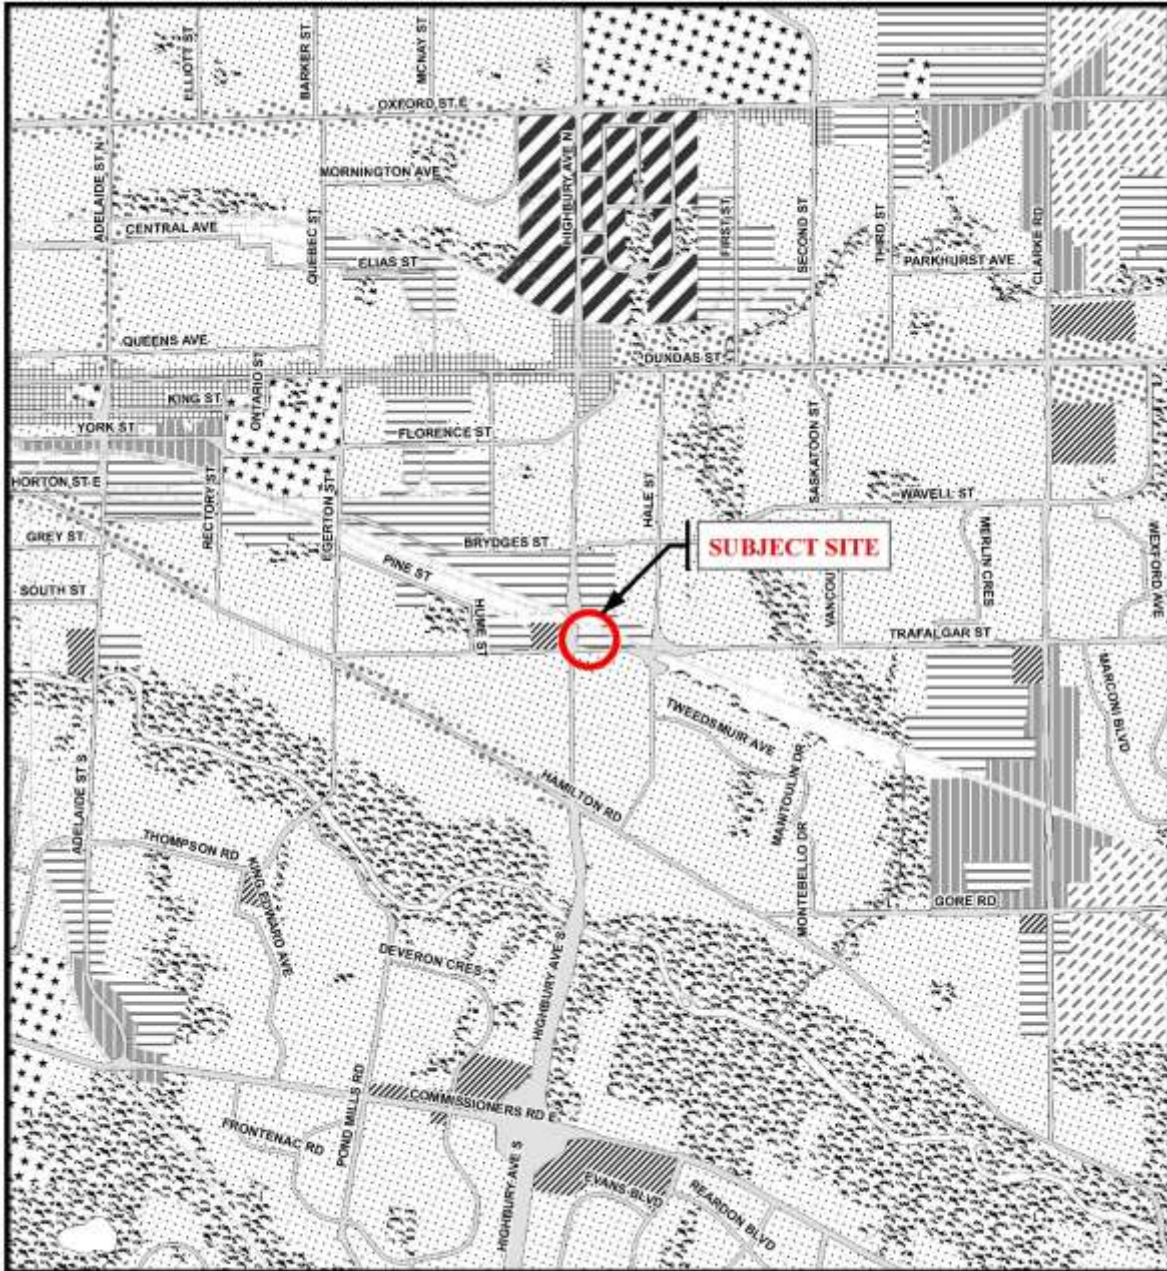 ELLIOTT ST
BARKER ST
MCNAY ST
OXFORD ST E
ADELAIDE ST N
MORNINGTON AVE
HIGHBURY AVE N
CENTRAL AVE
QUEBEC ST
ELIAS ST
FIRST ST
SECOND ST
THIRD ST
PARKHURST AVE
CLARKE RD
QUEENS AVE
DUNDAS ST
ONTARIO ST
KING ST
YORK ST
FLORENCE ST
HORTON ST E
RECTORY ST
EGERTON ST
HALE ST
SASKATOON ST
WAVELL ST
GREY ST
BRYDGES ST
SUBJECT SITE
MERLIN CRES
WEXFORD AVE
PINE ST
SOUTH ST
HUME ST
VANCOU
TRAFALGAR ST
MARCONI BLVD
TWEEDSMUIR AVE
MANITOULIN DR
HAMILTON RD
ADELAIDE ST S
THOMPSON RD
KING EDWARD AVE
MONTEBELLO DR
GORE RD
DEVERON CRES
HIGHBURY AVE S
POND MILLS RD
COMMISSIONERS RD E
FRONTENAC RD
HIGHBURY AVE S
EVANS BLVD
REARDON BLVD